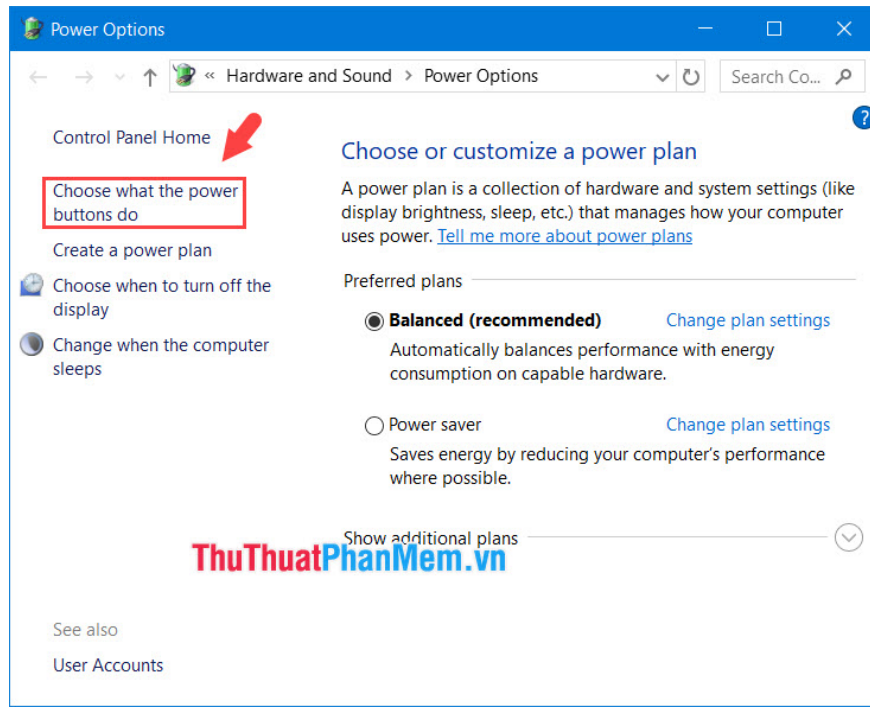 Power Options
« Hardware and Sound > Power Options
Search Co...
?
Control Panel Home
Choose what the power
buttons do
Create a power plan
Choose when to turn off the
display
Change when the computer
sleeps
Choose or customize a power plan
A power plan is a collection of hardware and system settings (like
display brightness, sleep, etc.) that manages how your computer
uses power. Tell me more about power plans
Preferred plans
Balanced (recommended) Change plan settings
Automatically balances performance with energy
consumption on capable hardware.
Power saver Change plan settings
Saves energy by reducing your computer's performance
where possible.
Show additional plans
ThuThuatPhanMem.vn
See also
User Accounts